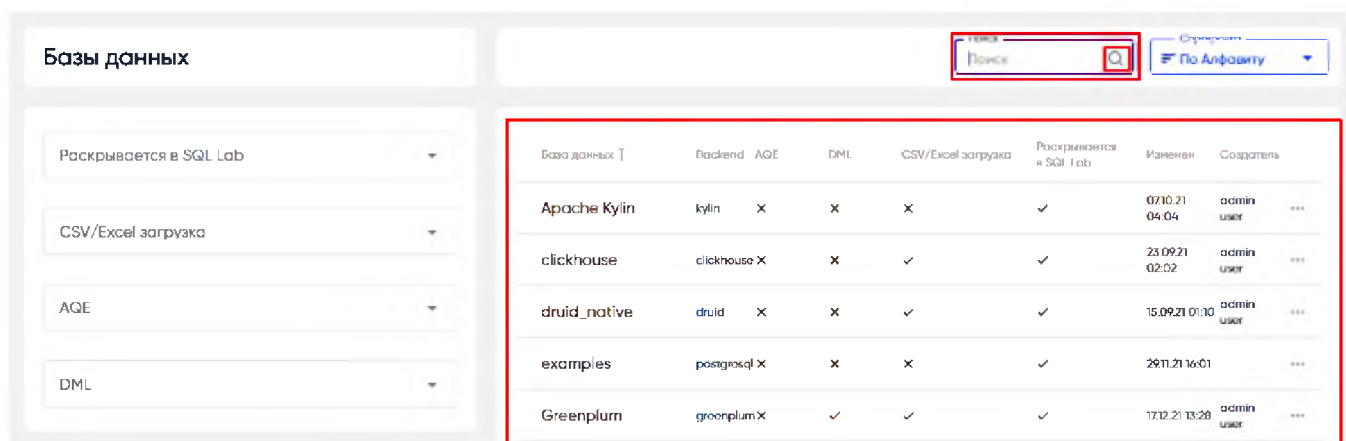 Базы данных
Поиск
Поиск
Сортировать
По Алфавиту
Раскрывается в SQL Lab
CSV/Excel загрузка
AQE
DML
База данных Backend AQE DML CSV/Excel загрузка Раскрывается в SQL Lab Изменен Создатель
Apache Kylin kylin 07.10.21 04:04 admin user
clickhouse clickhouse 23.09.21 02:02 admin user
druid_native druid 15.09.21 01:10 admin user
examples postgresql 29.11.21 16:01
Greenplum greenplum 17.12.21 13:28 admin user